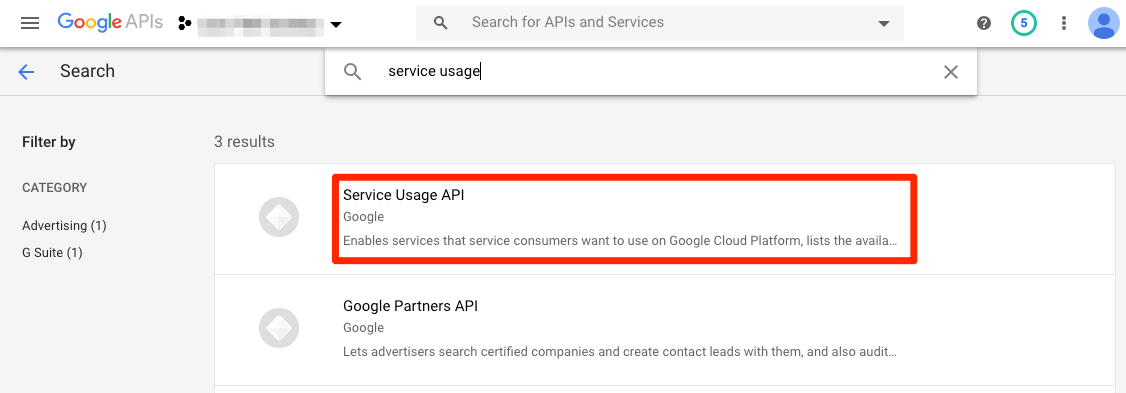 Google APIs
Search for APIs and Services
5
Search
service usage
Filter by
3 results
CATEGORY
Advertising (1)
G Suite (1)
Service Usage API
Google
Enables services that service consumers want to use on Google Cloud Platform, lists the availa...
Google Partners API
Google
Lets advertisers search certified companies and create contact leads with them, and also audit...